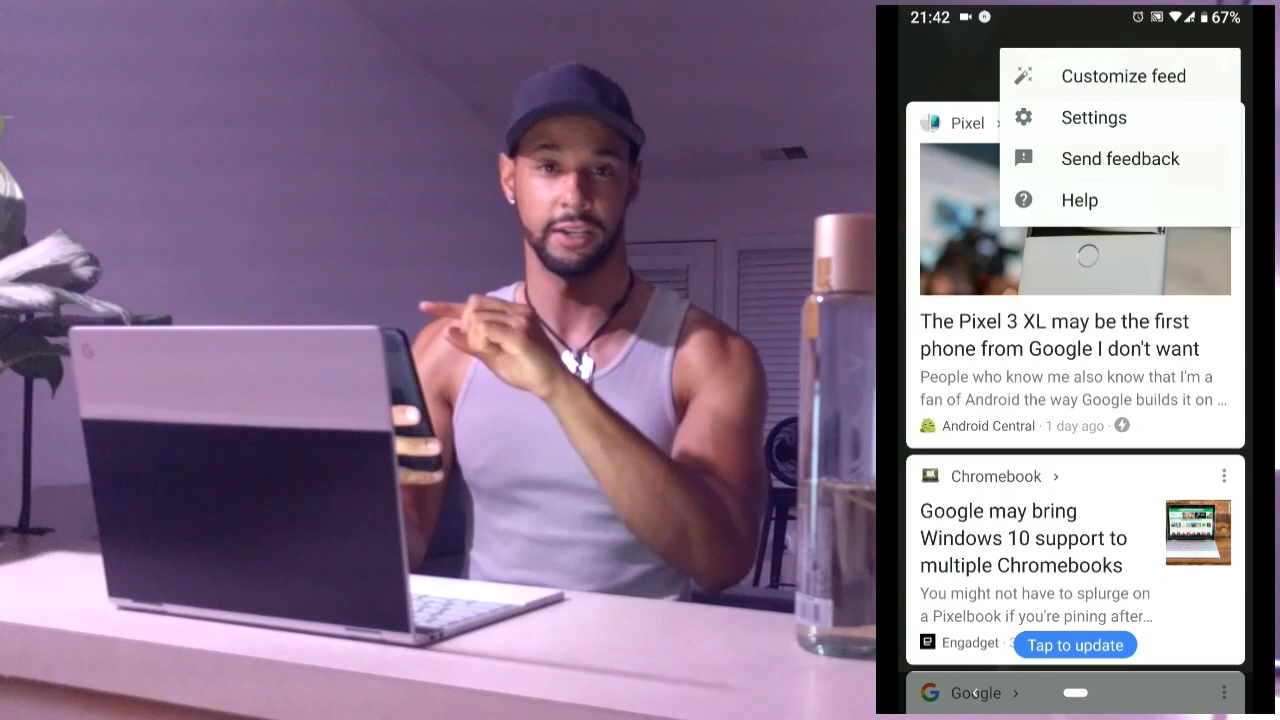 21:42
67%
Customize feed
Settings
Send feedback
Help
Pixel
The Pixel 3 XL may be the first
phone from Google I don't want
People who know me also know that I'm a
fan of Android the way Google builds it on ...
Android Central · 1 day ago
Chromebook
Google may bring
Windows 10 support to
multiple Chromebooks
You might not have to splurge on
a Pixelbook if you're pining after...
Engadget
Tap to update
Google
G